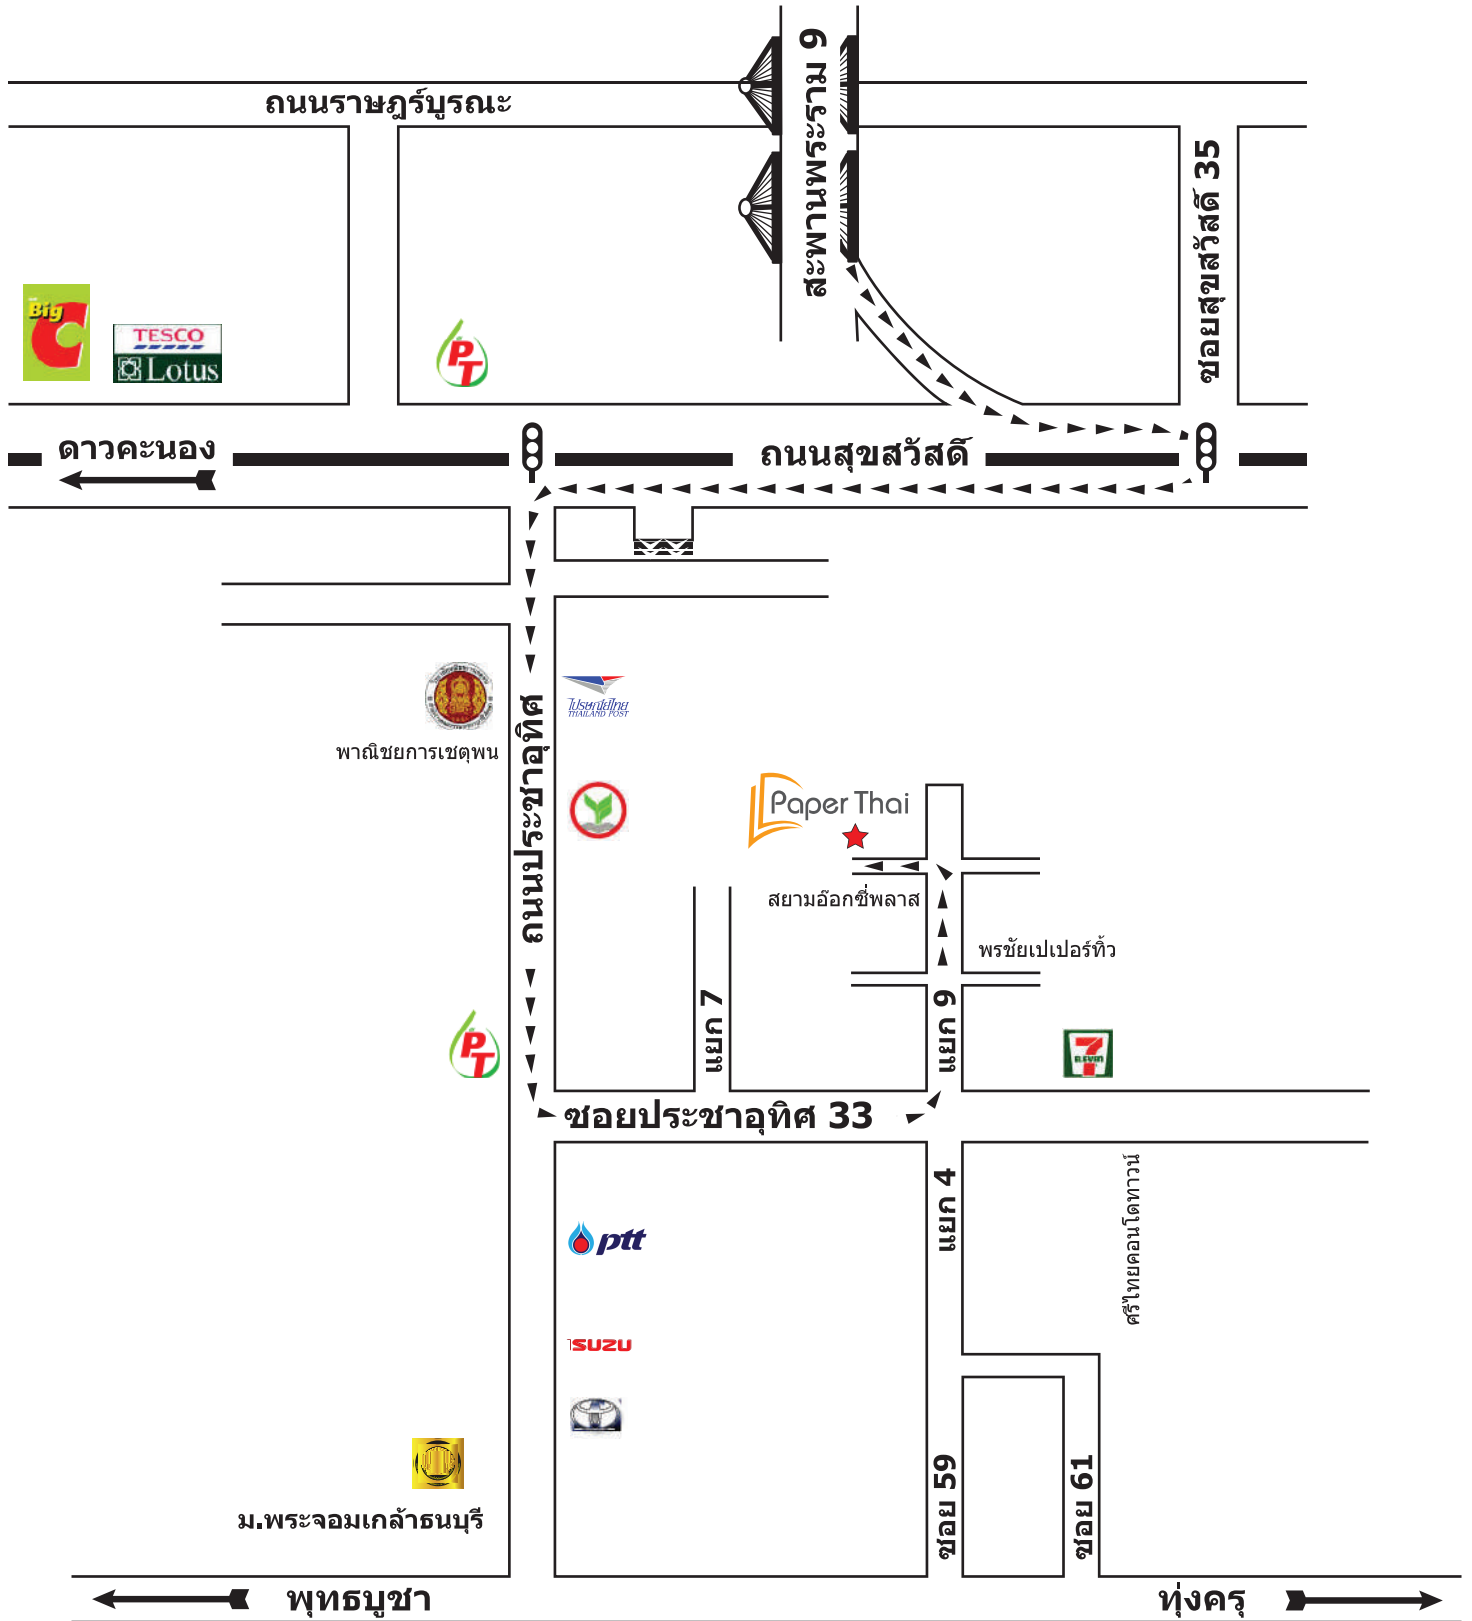 สะพานพระราม 9
ถนนราษฎร์บูรณะ
ซอยสุขสวัสดิ์ 35
Big C
TESCO
Lotus
PT
ดาวคะนอง
ถนนสุขสวัสดิ์
พาณิชยการเชตุพน
ไปรษณีย์ไทย
THAILAND POST
ถนนประชาอุทิศ
Paper Thai
สยามอ๊อกซี่พลาส
พรชัยเปเปอร์ทิ้ว
แยก 7
แยก 9
PT
7
ELEVEn
ซอยประชาอุทิศ 33
แยก 4
ศรีไทยคอนโดทาวน์
ptt
ISUZU
ม.พระจอมเกล้าธนบุรี
ซอย 59
ซอย 61
พุทธบูชา
ทุ่งครุ